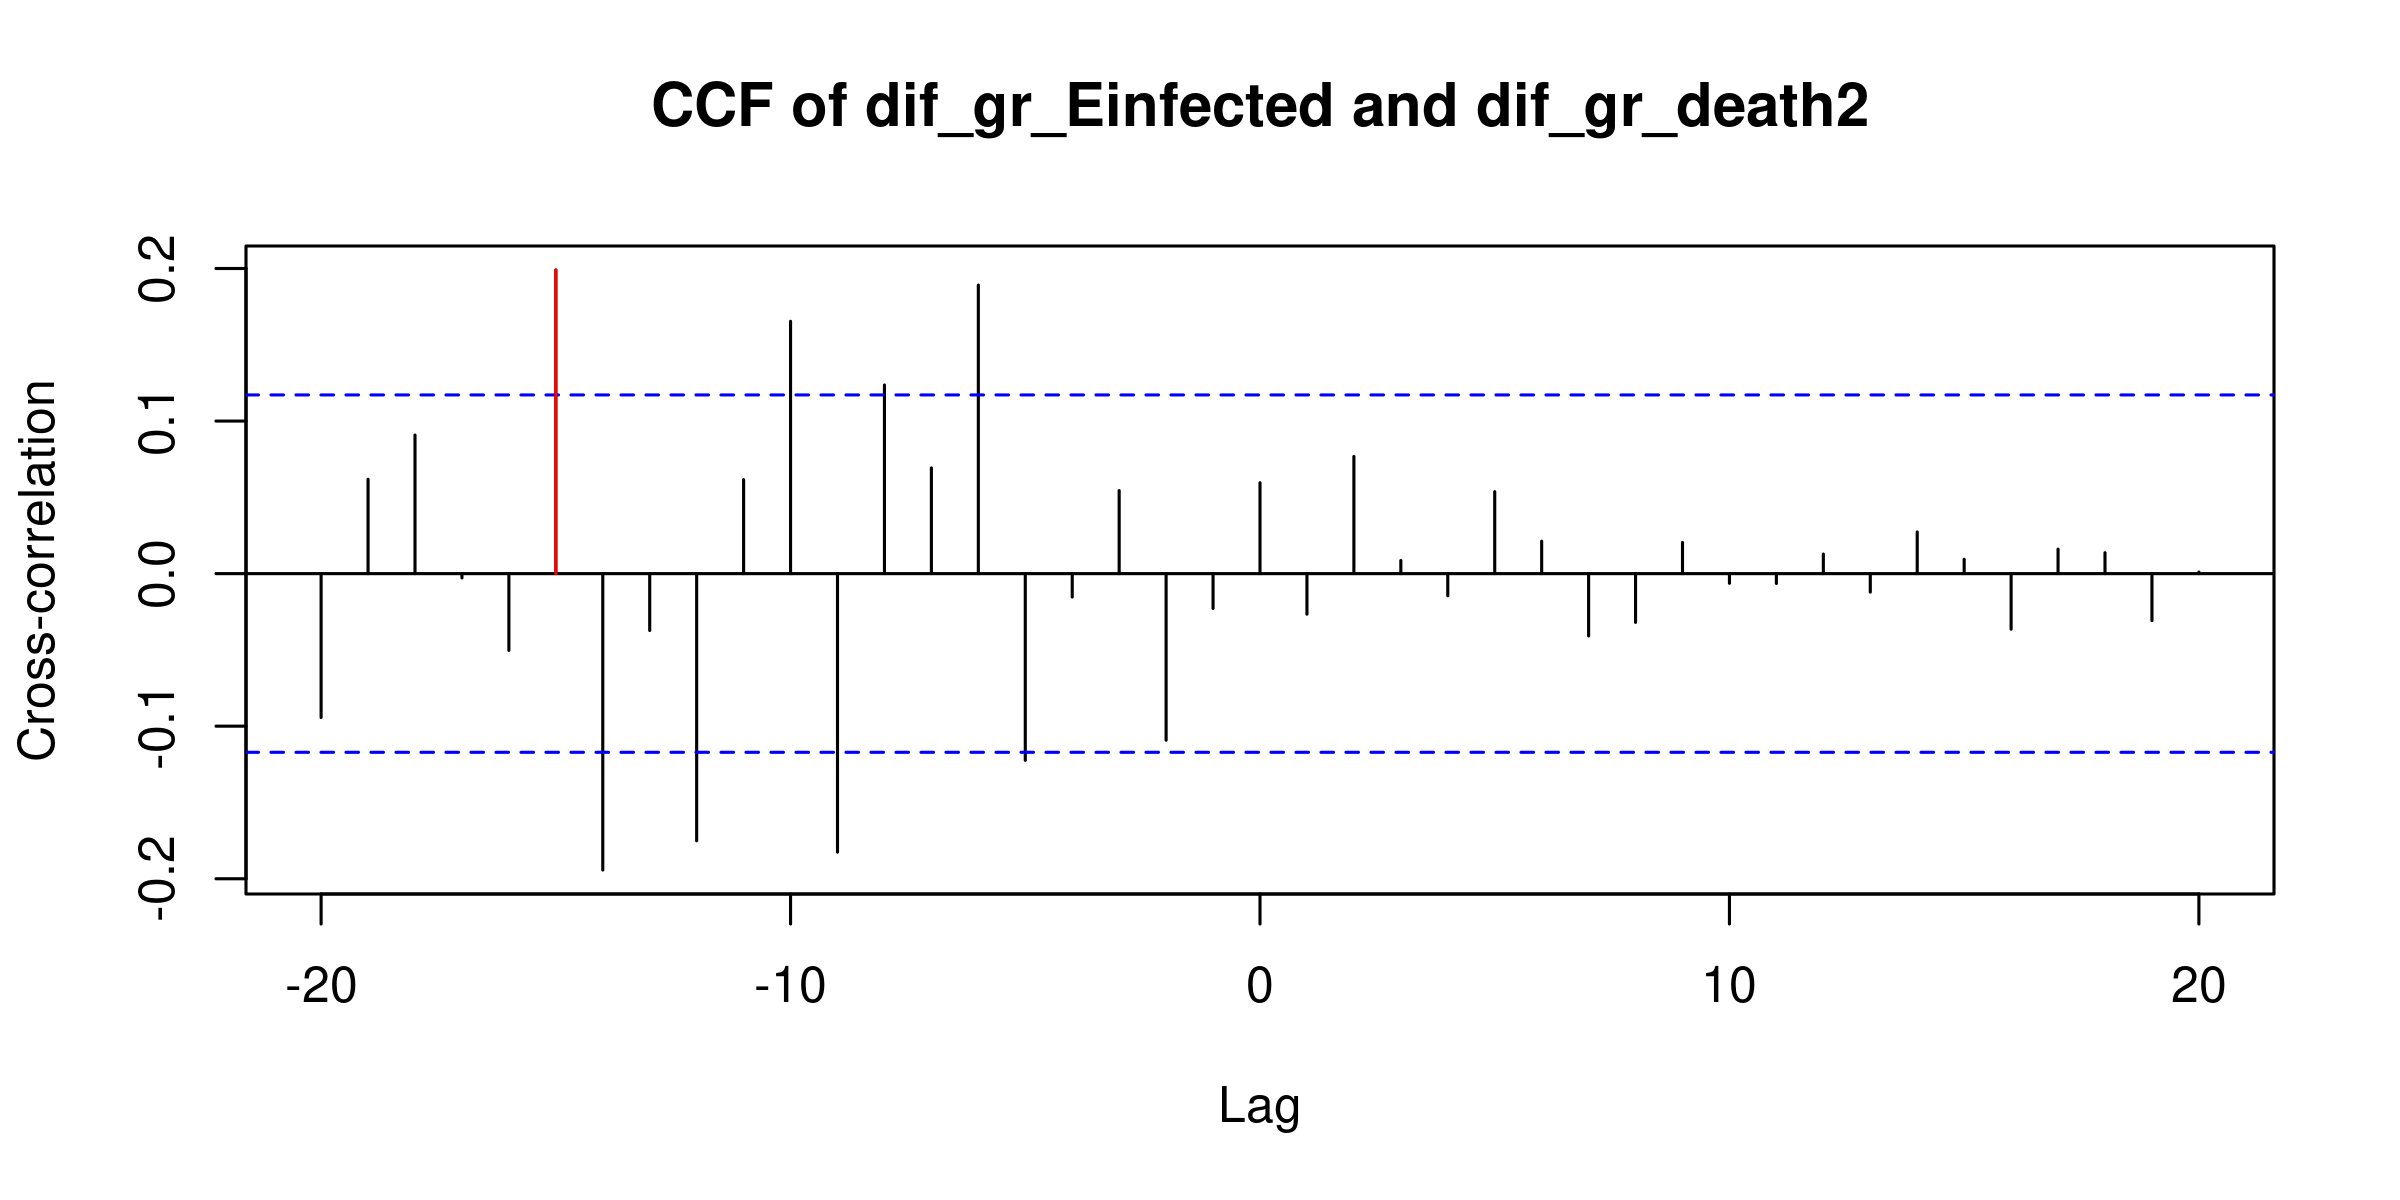 CCF of dif_gr_Einfected and dif_gr_death2
Cross-correlation
0.2
0.1
0.0
-0.1
-0.2
-20 -10 0 10 20
Lag